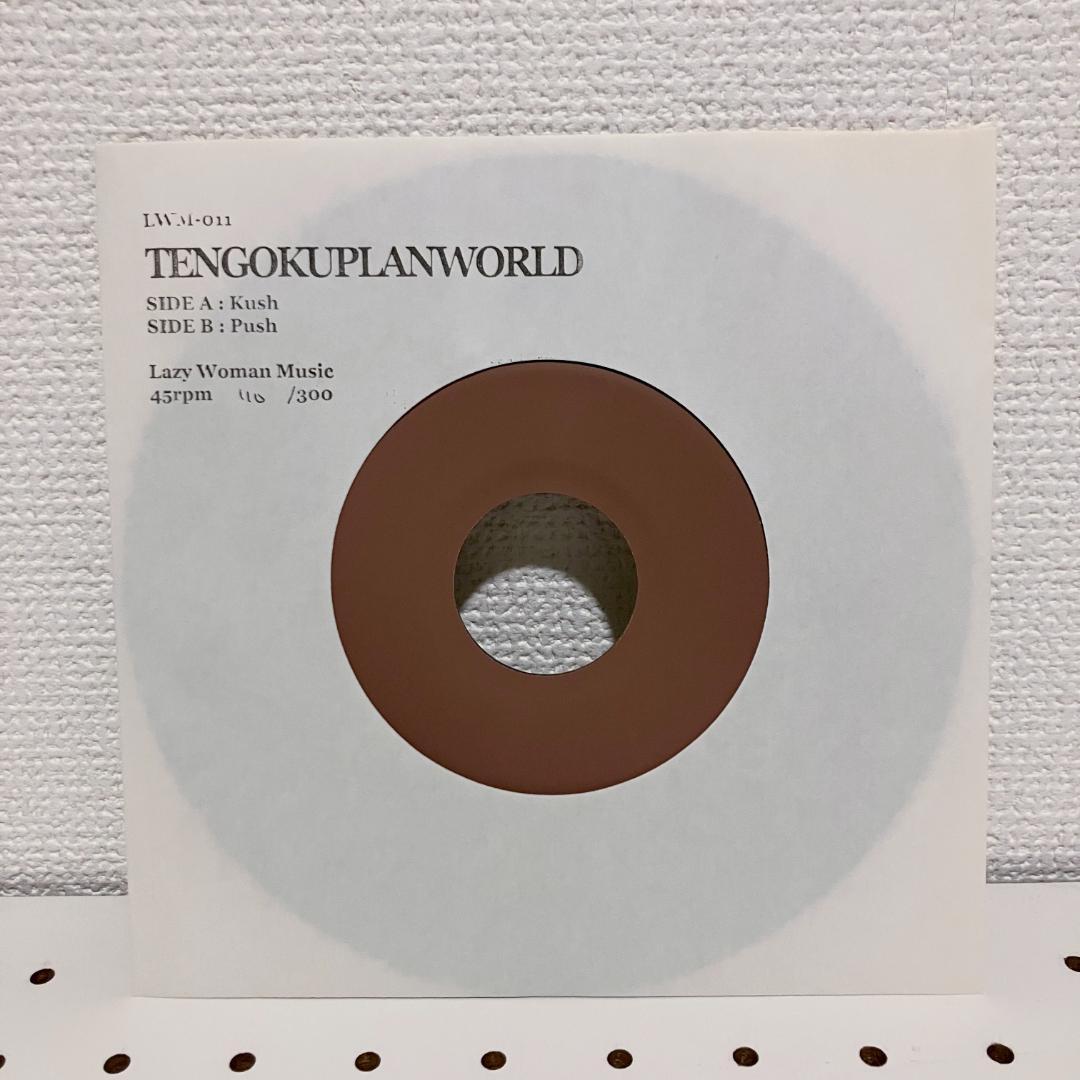 LWM-011
TENGOKUPLANWORLD
SIDE A : Kush
SIDE B : Push
Lazy Woman Music
45rpm /300